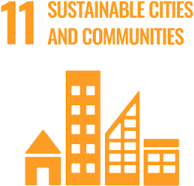 11 SUSTAINABLE CITIES
AND COMMUNITIES